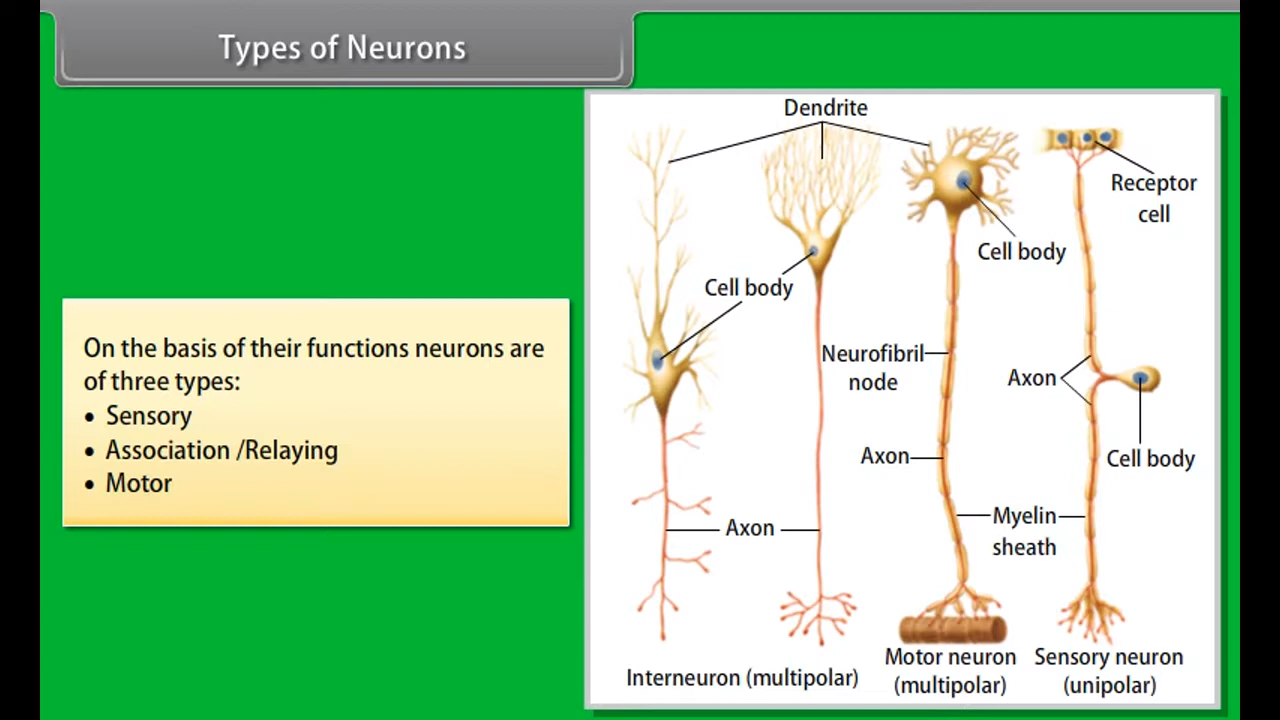 Types of Neurons
On the basis of their functions neurons are
of three types:
• Sensory
• Association /Relaying
• Motor
Dendrite
Receptor
cell
Cell body
Cell body
Neurofibril
node
Axon
Axon
Cell body
Myelin
sheath
Axon
Interneuron (multipolar)
Motor neuron
(multipolar)
Sensory neuron
(unipolar)